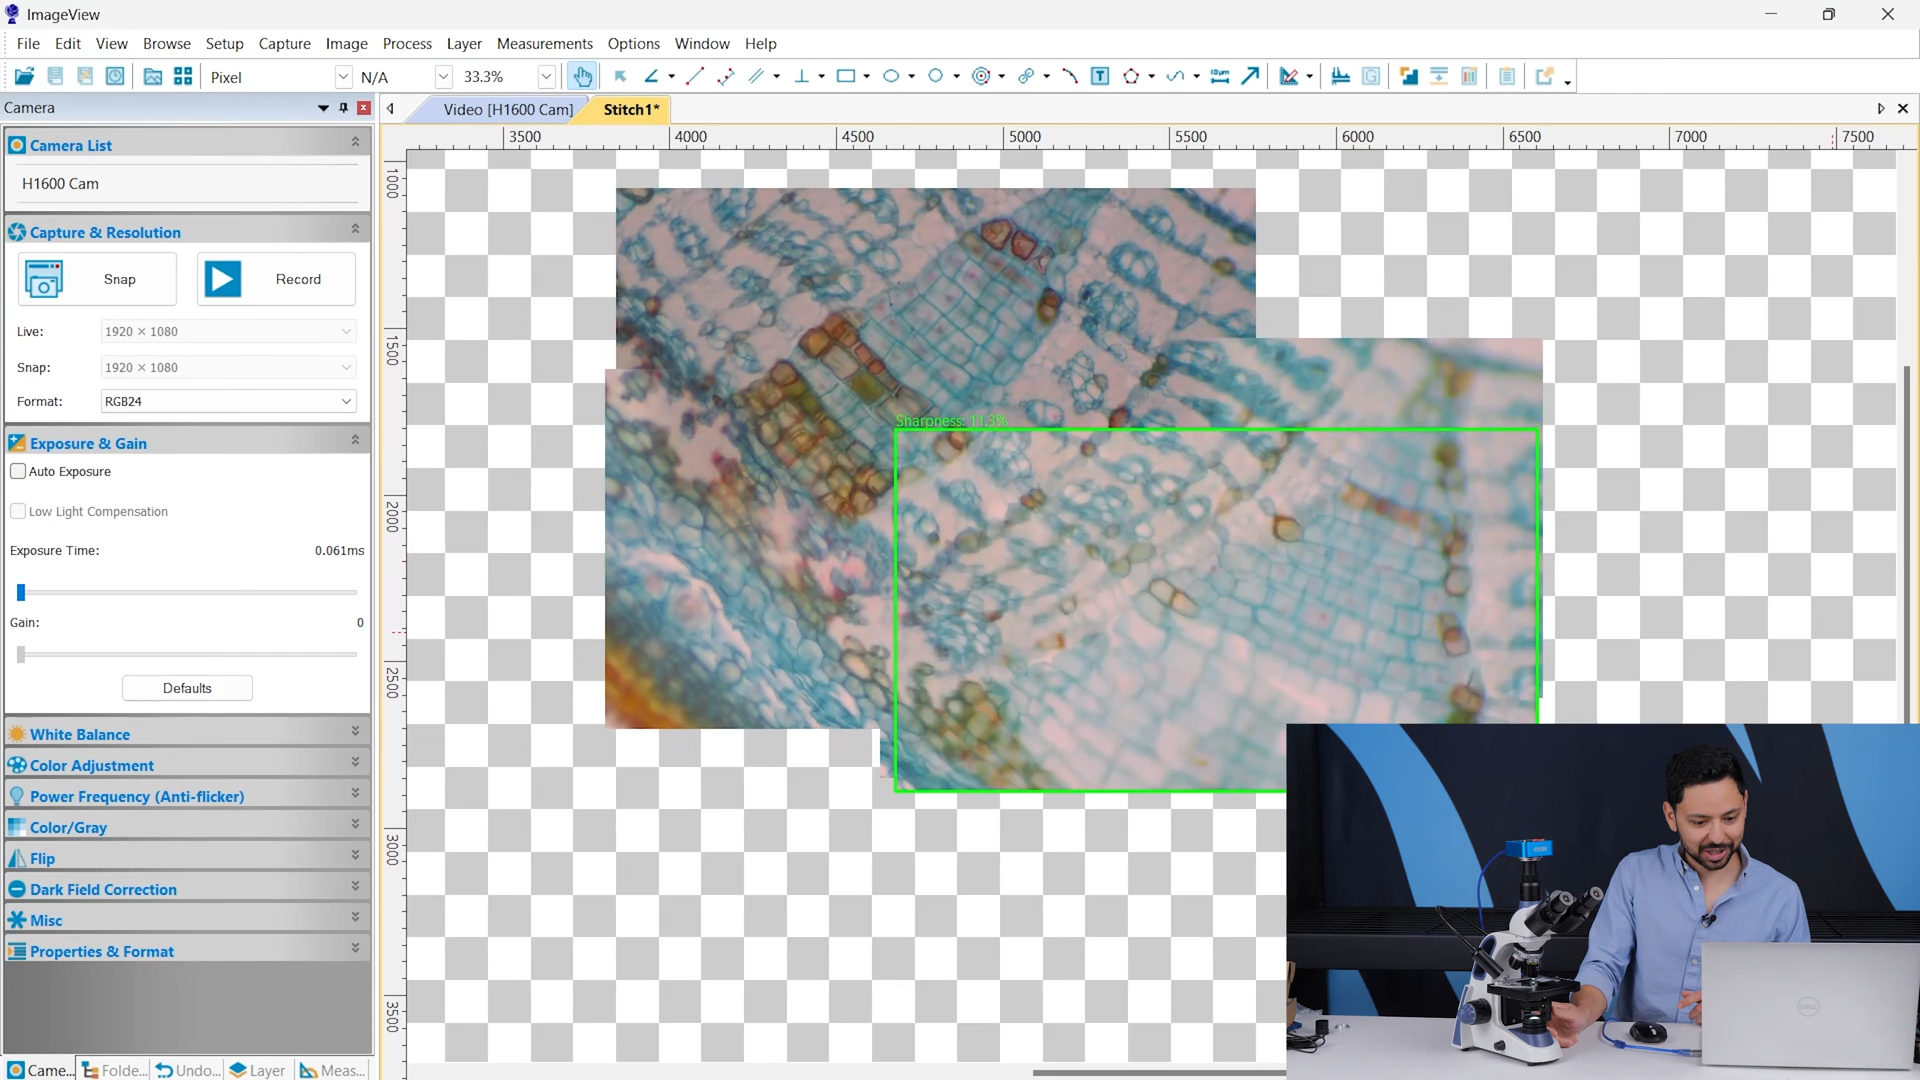 ImageView
File Edit View Browse Setup Capture Image Process Layer Measurements Options Window Help
Pixel N/A 33.3%
Camera
Video [H1600 Cam] Stitch1*
3500 4000 4500 5000 5500 6000 6500 7000 7500
1000
1500
2000
2500
3000
3500
Camera List
H1600 Cam
Capture & Resolution
Snap Record
Live: 1920 × 1080
Snap: 1920 × 1080
Format: RGB24
Exposure & Gain
Auto Exposure
Low Light Compensation
Exposure Time: 0.061ms
Gain: 0
Defaults
White Balance
Color Adjustment
Power Frequency (Anti-flicker)
Color/Gray
Flip
Dark Field Correction
Misc
Properties & Format
Came... Folde... Undo... Layer Meas...
Sharpness: 11.3%
DELL